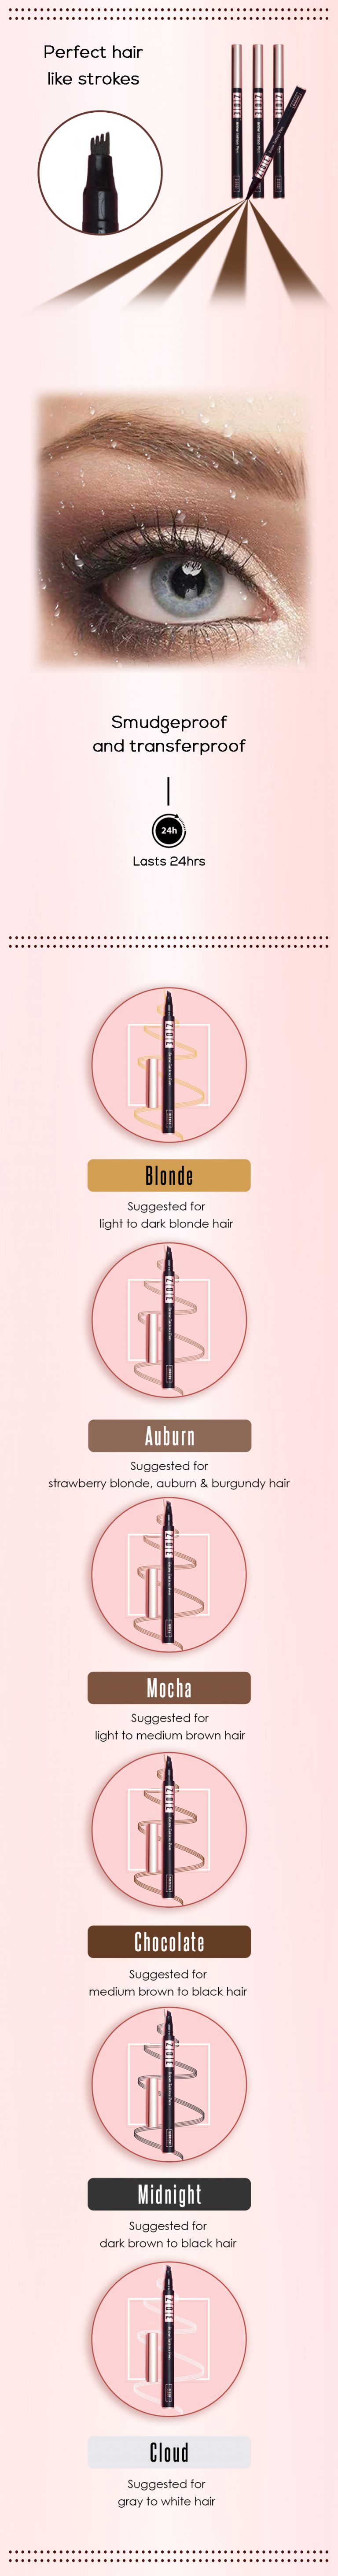 Perfect hair
like strokes
Smudgeproof
and transferproof
24h
Lasts 24hrs
Blonde
Suggested for
light to dark blonde hair
Auburn
Suggested for
strawberry blonde, auburn & burgundy hair
Mocha
Suggested for
light to medium brown hair
Chocolate
Suggested for
medium brown to black hair
Midnight
Suggested for
dark brown to black hair
Cloud
Suggested for
gray to white hair